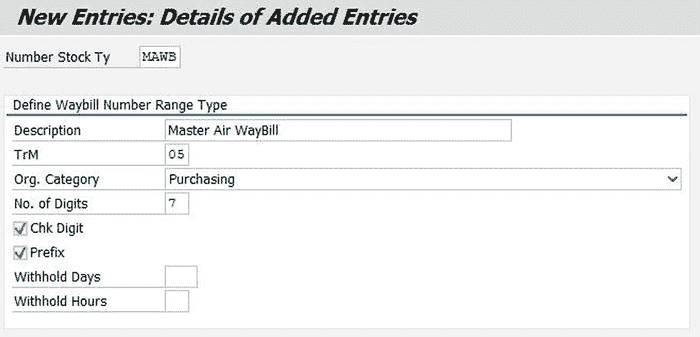 New Entries: Details of Added Entries
Number Stock Ty MAWB
Define Waybill Number Range Type
Description Master Air WayBill
TrM 05
Org. Category Purchasing
No. of Digits 7
Chk Digit
Prefix
Withhold Days
Withhold Hours